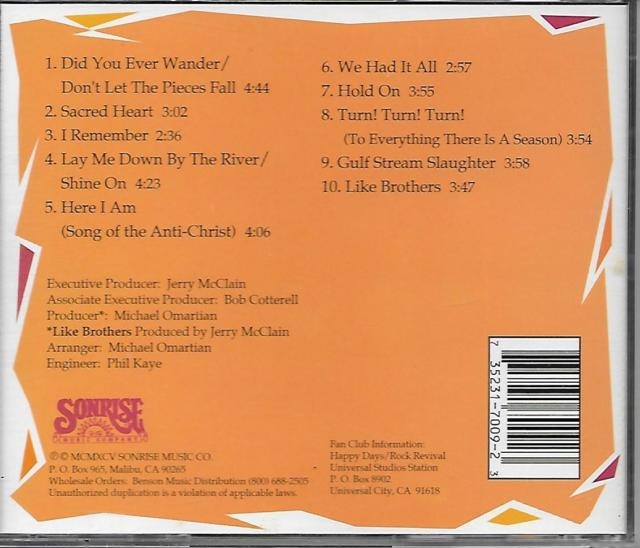 1. Did You Ever Wander/
Don't Let The Pieces Fall 4:44
2. Sacred Heart 3:02
3. I Remember 2:36
4. Lay Me Down By The River/
Shine On 4:23
5. Here I Am
(Song of the Anti-Christ) 4:06
6. We Had It All 2:57
7. Hold On 3:55
8. Turn! Turn! Turn!
(To Everything There Is A Season) 3:54
9. Gulf Stream Slaughter 3:58
10. Like Brothers 3:47
Executive Producer: Jerry McClain
Associate Executive Producer: Bob Cotterell
Producer*: Michael Omartian
*Like Brothers Produced by Jerry McClain
Arranger: Michael Omartian
Engineer: Phil Kaye
SONRISE
MUSIC COMPANY
℗ © MCMXCV SONRISE MUSIC CO.
P. O. Box 965, Malibu, CA 90265
Wholesale Orders: Benson Music Distribution (800) 688-2505
Unauthorized duplication is a violation of applicable laws.
Fan Club Information:
Happy Days/Rock Revival
Universal Studios Station
P. O. Box 8902
Universal City, CA 91618
7 35231-7009-2 3